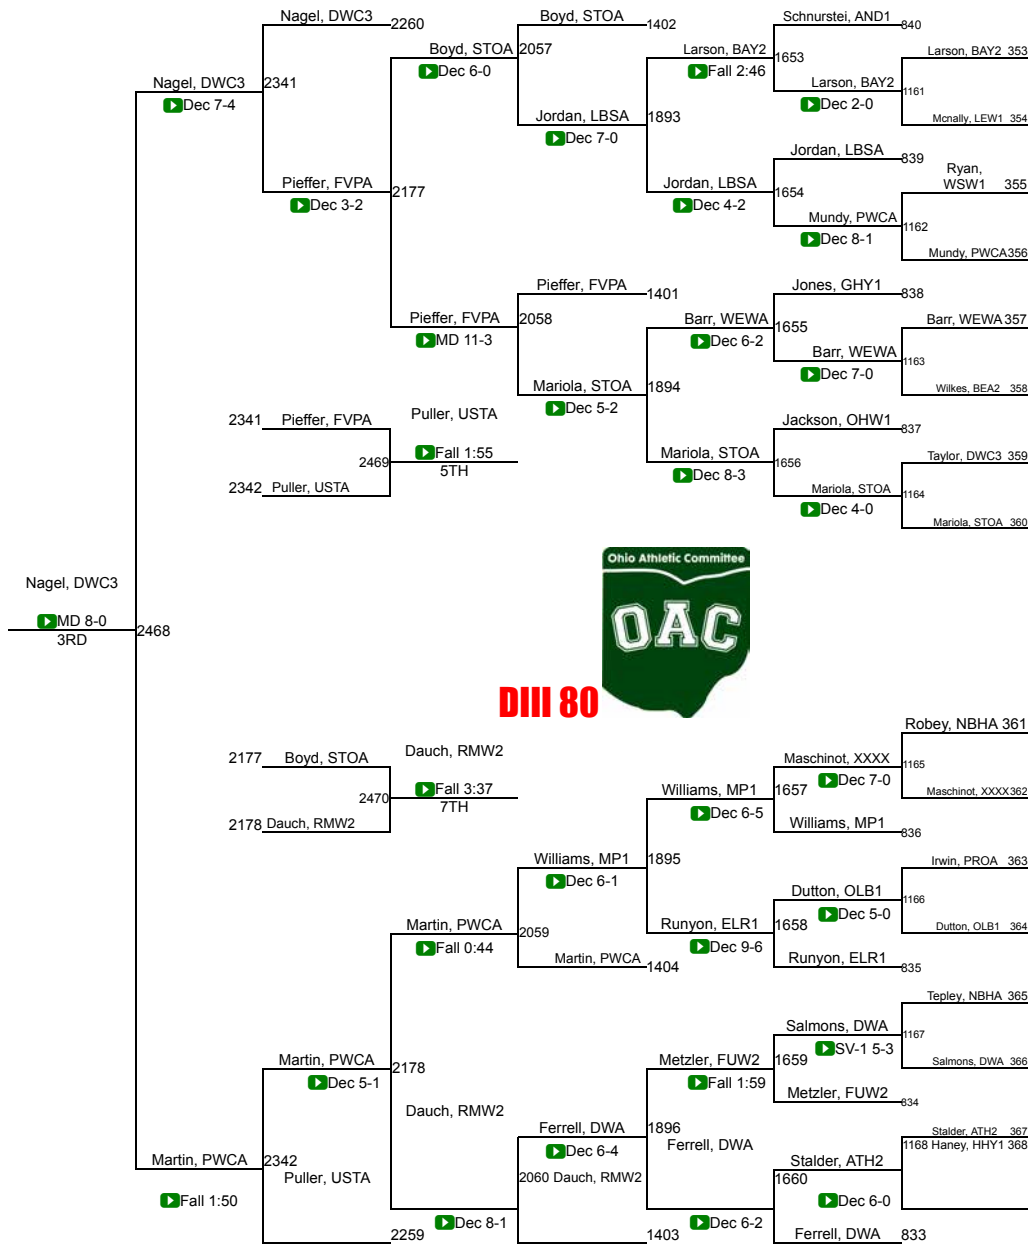 Nagel, DWC3
2260
Boyd, STOA
1402
Schnurstei, AND1
840
Boyd, STOA
2057
Dec 6-0
Larson, BAY2
1653
Fall 2:46
Larson, BAY2 353
Nagel, DWC3
2341
Dec 7-4
Larson, BAY2
1161
Dec 2-0
Jordan, LBSA
1893
Dec 7-0
Mcnally, LEW1 354
Jordan, LBSA
839
Ryan,
WSW1 355
Pieffer, FVPA
2177
Dec 3-2
Jordan, LBSA
1654
Dec 4-2
Mundy, PWCA
1162
Dec 8-1
Mundy, PWCA356
Pieffer, FVPA
1401
Jones, GHY1
838
Pieffer, FVPA
2058
MD 11-3
Barr, WEWA
1655
Dec 6-2
Barr, WEWA 357
Barr, WEWA
1163
Dec 7-0
Mariola, STOA
1894
Dec 5-2
Wilkes, BEA2 358
2341 Pieffer, FVPA
Puller, USTA
Jackson, OHW1
837
2469
Fall 1:55
5TH
Mariola, STOA
1656
Dec 8-3
Taylor, DWC3 359
2342 Puller, USTA
Mariola, STOA
1164
Dec 4-0
Mariola, STOA 360
Ohio Athletic Committee
OAC
Nagel, DWC3
MD 8-0
2468
3RD
DIII 80
Robey, NBHA 361
2177 Boyd, STOA
Dauch, RMW2
Maschinot, XXXX
1165
Dec 7-0
2470
Fall 3:37
7TH
Williams, MP1
1657
Dec 6-5
Maschinot, XXXX362
2178 Dauch, RMW2
Williams, MP1
836
Williams, MP1
1895
Dec 6-1
Irwin, PROA 363
Dutton, OLB1
1166
Dec 5-0
Martin, PWCA
2059
Fall 0:44
Runyon, ELR1
1658
Dec 9-6
Dutton, OLB1 364
Martin, PWCA
1404
Runyon, ELR1
835
Tepley, NBHA 365
Salmons, DWA
1167
SV-1 5-3
Martin, PWCA
2178
Dec 5-1
Metzler, FUW2
1659
Fall 1:59
Salmons, DWA 366
Metzler, FUW2
834
Dauch, RMW2
Ferrell, DWA
1896
Dec 6-4
Ferrell, DWA
Stalder, ATH2 367
1168 Haney, HHY1 368
Martin, PWCA
2342
Fall 1:50
Puller, USTA
2060 Dauch, RMW2
Stalder, ATH2
1660
Dec 6-0
Dec 8-1
Dec 6-2
2259
1403
Ferrell, DWA
833